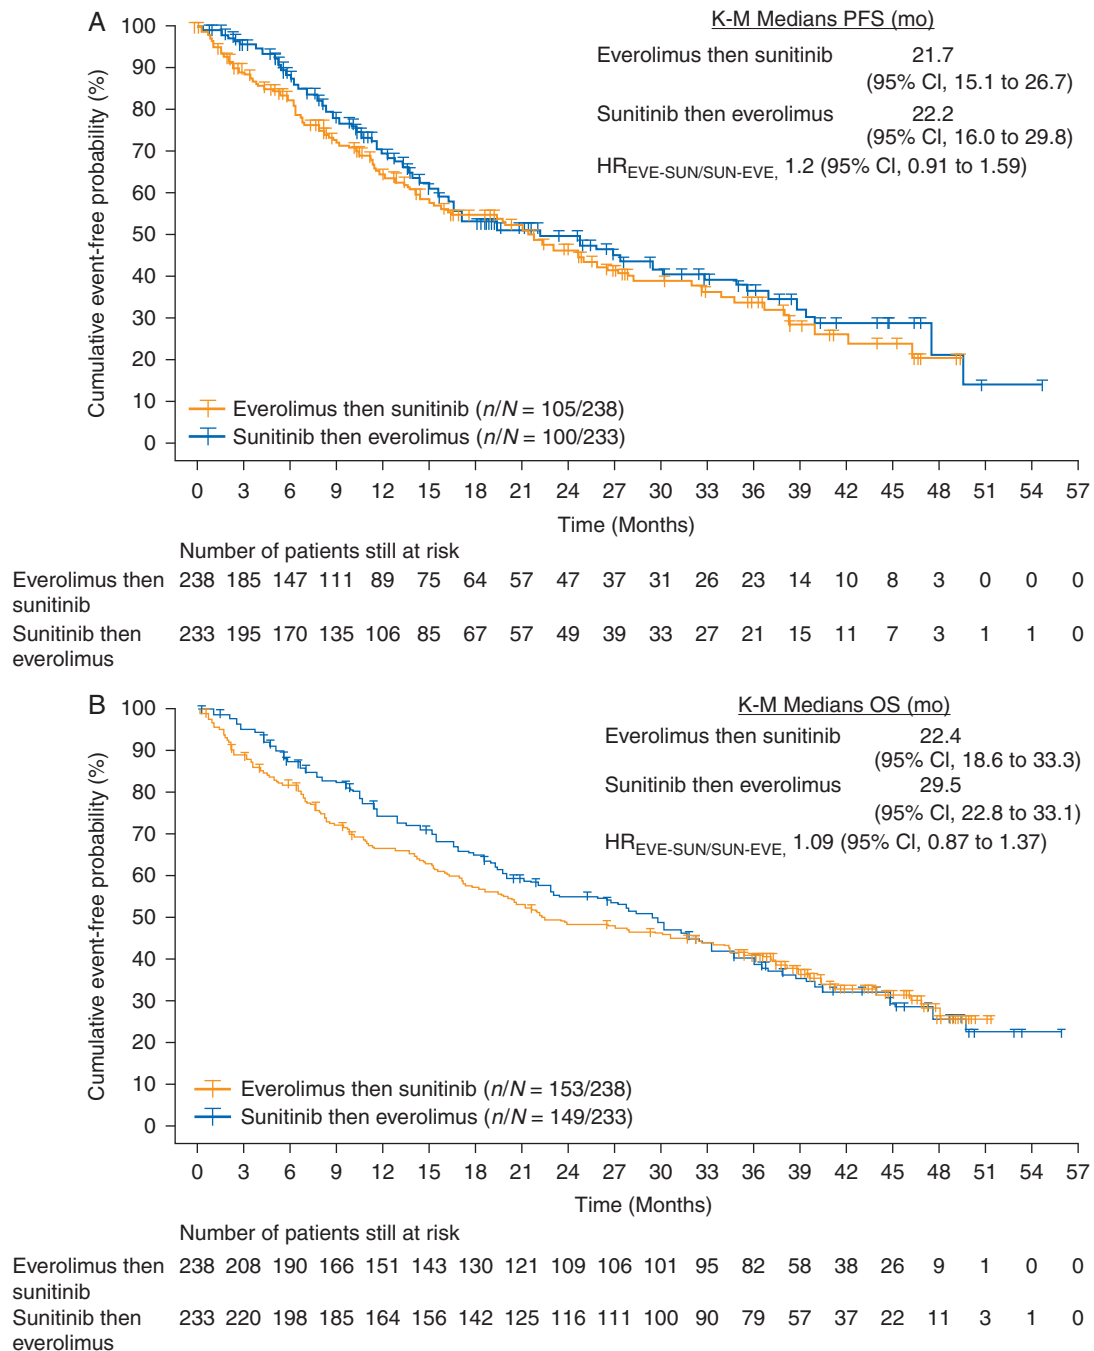 A
K-M Medians PFS (mo)
Everolimus then sunitinib 21.7
(95% CI, 15.1 to 26.7)
Sunitinib then everolimus 22.2
(95% CI, 16.0 to 29.8)
HR EVE-SUN/SUN-EVE, 1.2 (95% CI, 0.91 to 1.59)
Cumulative event-free probability (%)
100
90
80
70
60
50
40
30
20
10
0
Everolimus then sunitinib (n/N = 105/238)
Sunitinib then everolimus (n/N = 100/233)
0 3 6 9 12 15 18 21 24 27 30 33 36 39 42 45 48 51 54 57
Time (Months)
Number of patients still at risk
Everolimus then 238 185 147 111 89 75 64 57 47 37 31 26 23 14 10 8 3 0 0 0
sunitinib
Sunitinib then 233 195 170 135 106 85 67 57 49 39 33 27 21 15 11 7 3 1 1 0
everolimus
B
K-M Medians OS (mo)
Everolimus then sunitinib 22.4
(95% CI, 18.6 to 33.3)
Sunitinib then everolimus 29.5
(95% CI, 22.8 to 33.1)
HR EVE-SUN/SUN-EVE, 1.09 (95% CI, 0.87 to 1.37)
Cumulative event-free probability (%)
100
90
80
70
60
50
40
30
20
10
0
Everolimus then sunitinib (n/N = 153/238)
Sunitinib then everolimus (n/N = 149/233)
0 3 6 9 12 15 18 21 24 27 30 33 36 39 42 45 48 51 54 57
Time (Months)
Number of patients still at risk
Everolimus then 238 208 190 166 151 143 130 121 109 106 101 95 82 58 38 26 9 1 0 0
sunitinib
Sunitinib then 233 220 198 185 164 156 142 125 116 111 100 90 79 57 37 22 11 3 1 0
everolimus